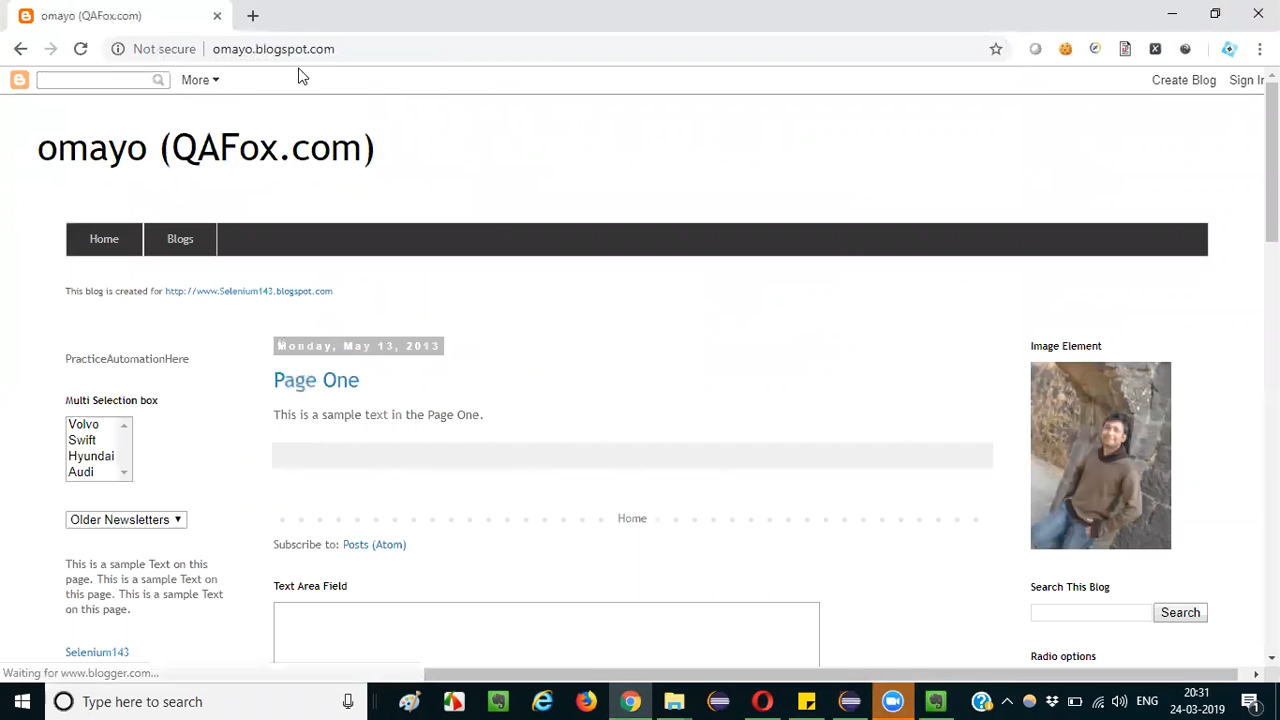 omayo (QAFox.com)
Not secure
omayo.blogspot.com
More
Create Blog
Sign In
omayo (QAFox.com)
Home
Blogs
This blog is created for http://www.Selenium143.blogspot.com
PracticeAutomationHere
Multi Selection box
Volvo
Swift
Hyundai
Audi
Older Newsletters
This is a sample Text on this
page. This is a sample Text on
this page. This is a sample Text
on this page.
Selenium143
Monday, May 13, 2013
Page One
This is a sample text in the Page One.
Home
Subscribe to: Posts (Atom)
Text Area Field
Image Element
Search This Blog
Search
Radio options
Waiting for www.blogger.com...
Type here to search
ENG
20:31
24-03-2019